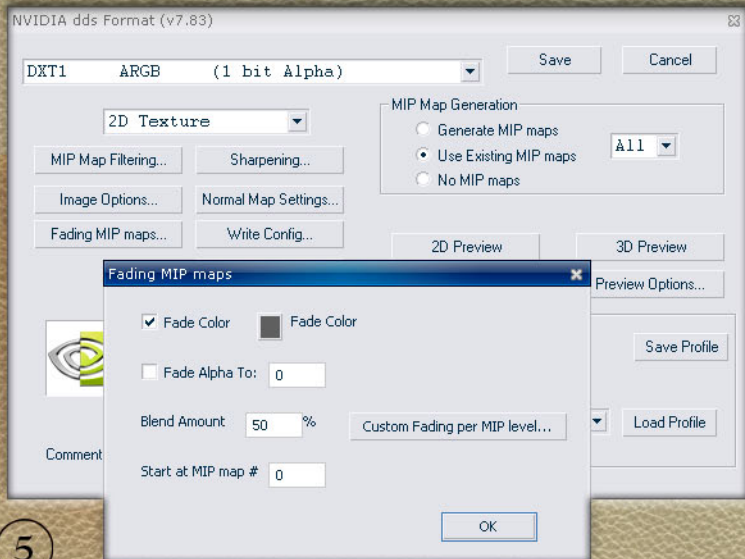 NVIDIA dds Format (v7.83)
DXT1 ARGB (1 bit Alpha)
Save
Cancel
2D Texture
MIP Map Generation
Generate MIP maps
Use Existing MIP maps
No MIP maps
All
MIP Map Filtering...
Sharpening...
Image Options...
Normal Map Settings...
Fading MIP maps...
Write Config...
2D Preview
3D Preview
Preview Options...
Fading MIP maps
Fade Color
Fade Color
Fade Alpha To: 0
Blend Amount 50 %
Custom Fading per MIP level...
Start at MIP map # 0
OK
Save Profile
Load Profile
Comment
5